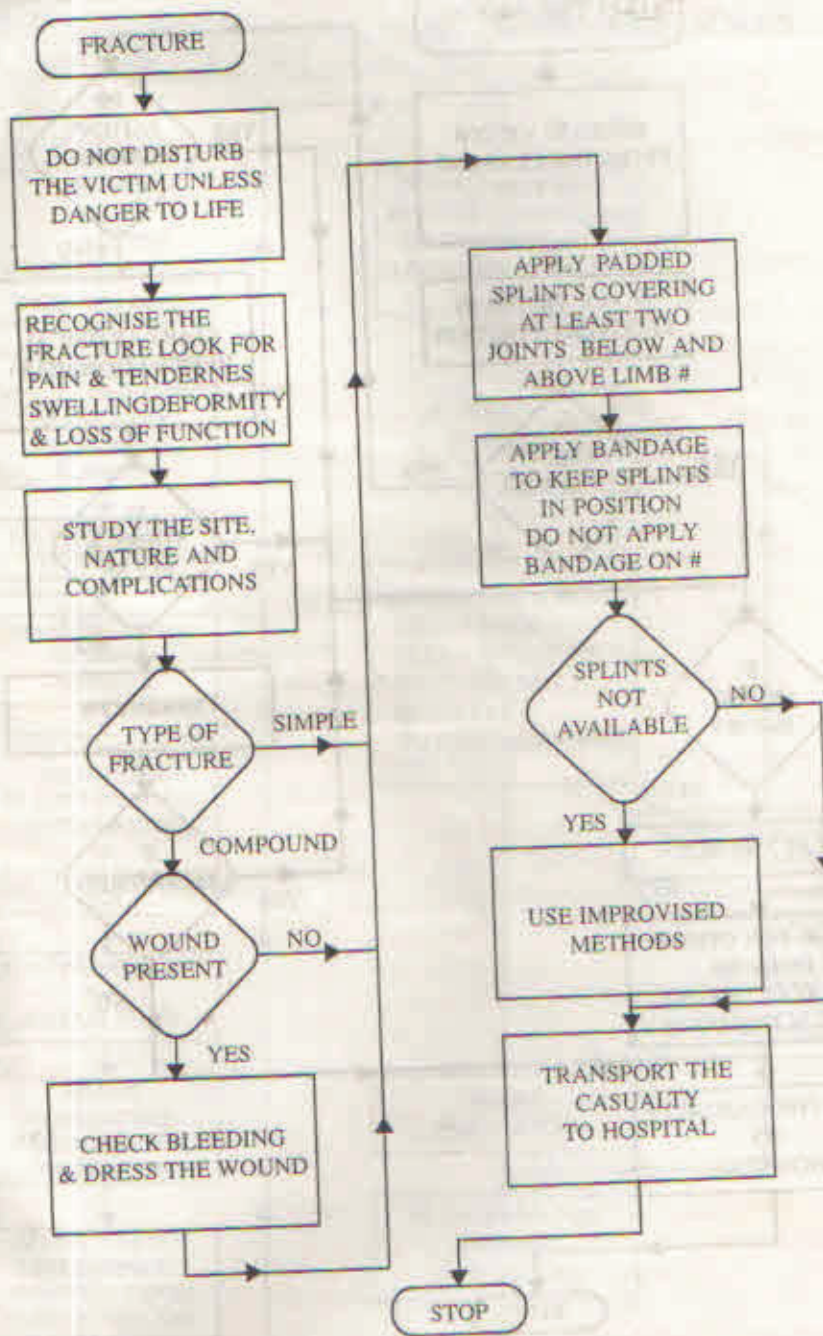 FRACTURE
DO NOT DISTURB
THE VICTIM UNLESS
DANGER TO LIFE
RECOGNISE THE
FRACTURE LOOK FOR
PAIN & TENDERNES
SWELLINGDEFORMITY
& LOSS OF FUNCTION
STUDY THE SITE,
NATURE AND
COMPLICATIONS
TYPE OF
FRACTURE
SIMPLE
COMPOUND
WOUND
PRESENT
NO
YES
CHECK BLEEDING
& DRESS THE WOUND
APPLY PADDED
SPLINTS COVERING
AT LEAST TWO
JOINTS BELOW AND
ABOVE LIMB #
APPLY BANDAGE
TO KEEP SPLINTS
IN POSITION
DO NOT APPLY
BANDAGE ON #
SPLINTS
NOT
AVAILABLE
NO
YES
USE IMPROVISED
METHODS
TRANSPORT THE
CASUALTY
TO HOSPITAL
STOP